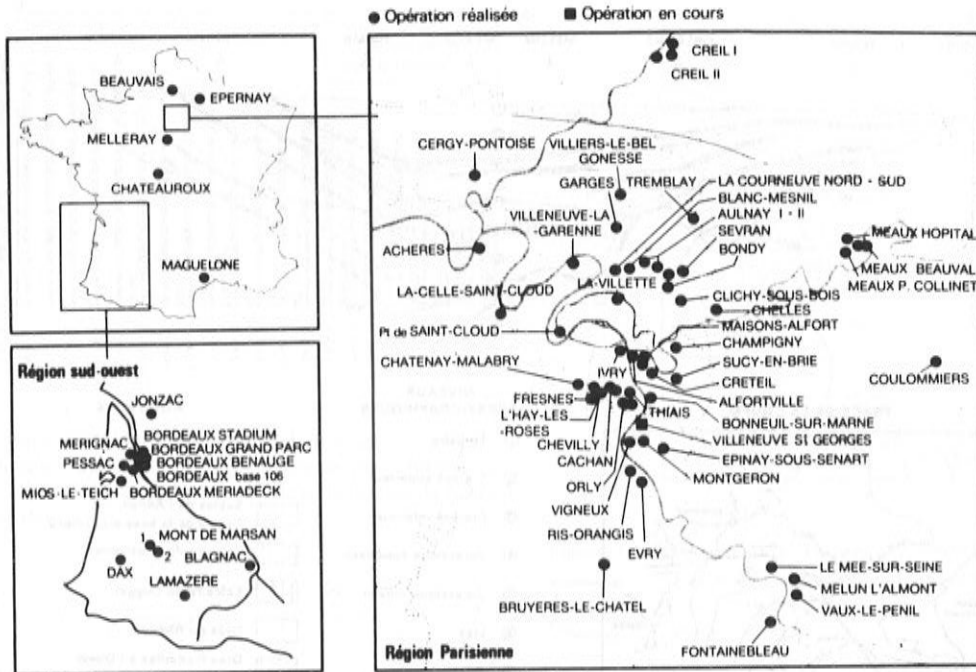 ● Opération réalisée ■ Opération en cours
BEAUVAIS
EPERNAY
MELLERAY
CHATEAUROUX
MAGUELONE
Région sud-ouest
JONZAC
MERIGNAC
BORDEAUX STADIUM
BORDEAUX GRAND PARC
PESSAC
BORDEAUX BENAUGE
BORDEAUX base 106
MIOS-LE-TEICH
BORDEAUX MERIADECK
MONT DE MARSAN
1
2
BLAGNAC
DAX
LAMAZERE
CREIL I
CREIL II
CERGY-PONTOISE
VILLIERS-LE-BEL
GONESSE
GARGES
TREMBLAY
LA COURNEUVE NORD - SUD
BLANC-MESNIL
AULNAY I - II
SEVRAN
BONDY
VILLENEUVE-LA
-GARENNE
ACHERES
MEAUX HOPITAL
MEAUX BEAUVAL
MEAUX P. COLLINET
LA-CELLE-SAINT-CLOUD
LA-VILLETTE
CLICHY-SOUS-BOIS
CHELLES
Pt de SAINT-CLOUD
MAISONS-ALFORT
CHAMPIGNY
CHATENAY-MALABRY
IVRY
SUCY-EN-BRIE
COULOMMIERS
CRETEIL
FRESNES
ALFORTVILLE
L'HAY-LES
-ROSES
THIAIS
BONNEUIL-SUR-MARNE
CHEVILLY
VILLENEUVE St GEORGES
CACHAN
EPINAY-SOUS-SENART
ORLY
MONTGERON
VIGNEUX
RIS-ORANGIS
EVRY
LE MEE-SUR-SEINE
MELUN L'ALMONT
BRUYERES-LE-CHATEL
VAUX-LE-PENIL
FONTAINEBLEAU
Région Parisienne